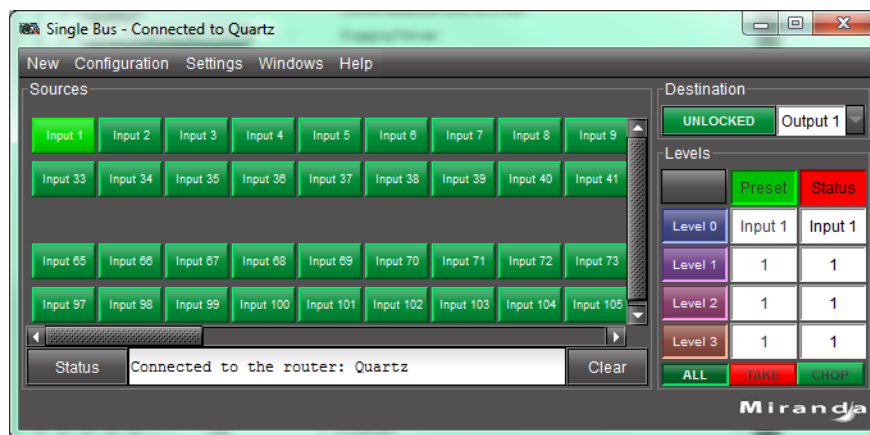 Single Bus - Connected to Quartz
New Configuration Settings Windows Help
Sources
Input 1 Input 2 Input 3 Input 4 Input 5 Input 6 Input 7 Input 8 Input 9
Input 33 Input 34 Input 35 Input 36 Input 37 Input 38 Input 39 Input 40 Input 41
Input 65 Input 66 Input 67 Input 68 Input 69 Input 70 Input 71 Input 72 Input 73
Input 97 Input 98 Input 99 Input 100 Input 101 Input 102 Input 103 Input 104 Input 105
Status Connected to the router: Quartz Clear
Destination
UNLOCKED Output 1
Levels
Preset Status
Level 0 Input 1 Input 1
Level 1 1 1
Level 2 1 1
Level 3 1 1
ALL TAKE CHOP
Miranda